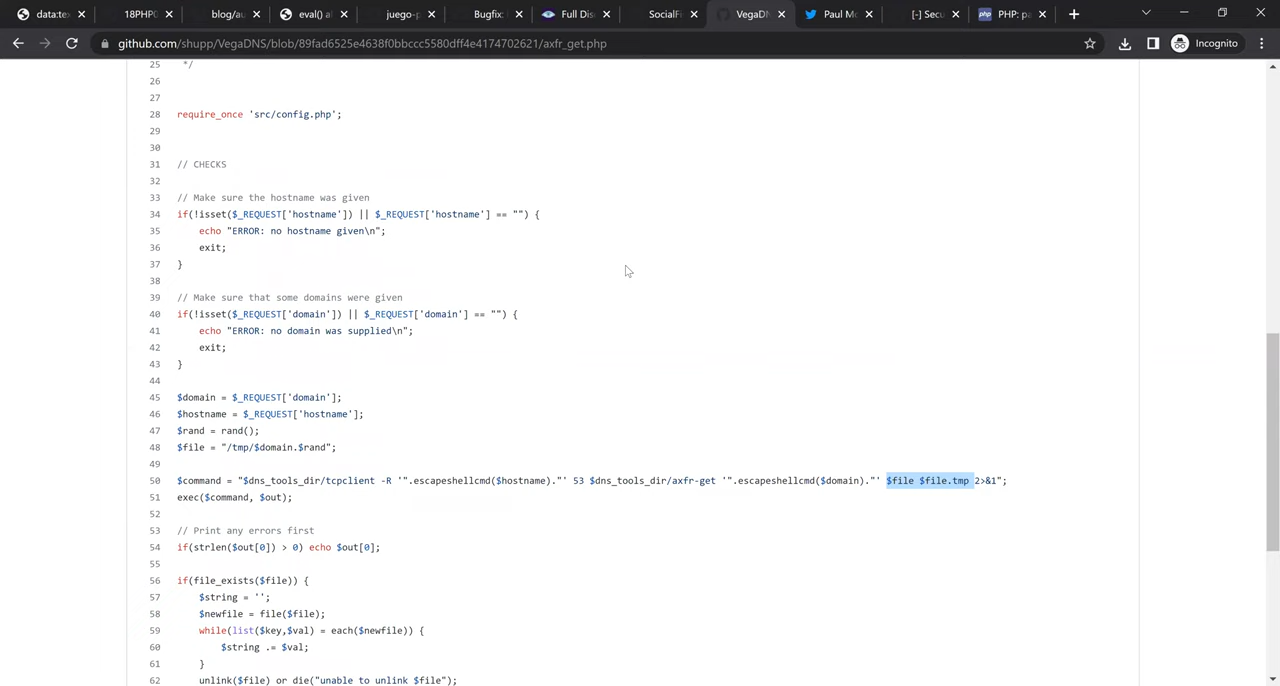 data:tex
18PHP(
blog/au
eval() al
juego-p
Bugfix:
Full Disc
SocialFr
VegaDN
Paul Mo
[-] Secu
php PHP: pa
github.com/shupp/VegaDNS/blob/89fad6525e4638f0bbccc5580dff4e4174702621/axfr_get.php
Incognito
25 */
26
27
28 require_once 'src/config.php';
29
30
31 // CHECKS
32
33 // Make sure the hostname was given
34 if(!isset($_REQUEST['hostname']) || $_REQUEST['hostname'] == "") {
35 echo "ERROR: no hostname given\n";
36 exit;
37 }
38
39 // Make sure that some domains were given
40 if(!isset($_REQUEST['domain']) || $_REQUEST['domain'] == "") {
41 echo "ERROR: no domain was supplied\n";
42 exit;
43 }
44
45 $domain = $_REQUEST['domain'];
46 $hostname = $_REQUEST['hostname'];
47 $rand = rand();
48 $file = "/tmp/$domain.$rand";
49
50 $command = "$dns_tools_dir/tcpclient -R '".escapeshellcmd($hostname)."' 53 $dns_tools_dir/axfr-get '".escapeshellcmd($domain)."' $file $file.tmp 2>&1";
51 exec($command, $out);
52
53 // Print any errors first
54 if(strlen($out[0]) > 0) echo $out[0];
55
56 if(file_exists($file)) {
57 $string = '';
58 $newfile = file($file);
59 while(list($key,$val) = each($newfile)) {
60 $string .= $val;
61 }
62 unlink($file) or die("unable to unlink $file");